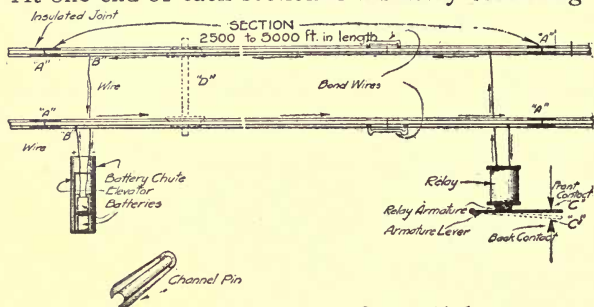 Insulated Joint
SECTION
2500 to 5000 ft. in length
"A" "B" "A"
Wire "D" Bond Wires
"A" "B" "A"
Wire
Battery Chute
Elevator
Batteries
Relay
Front Contact
"C"
Relay Armature
Armature Lever
"C"
Back Contact
Channel Pin